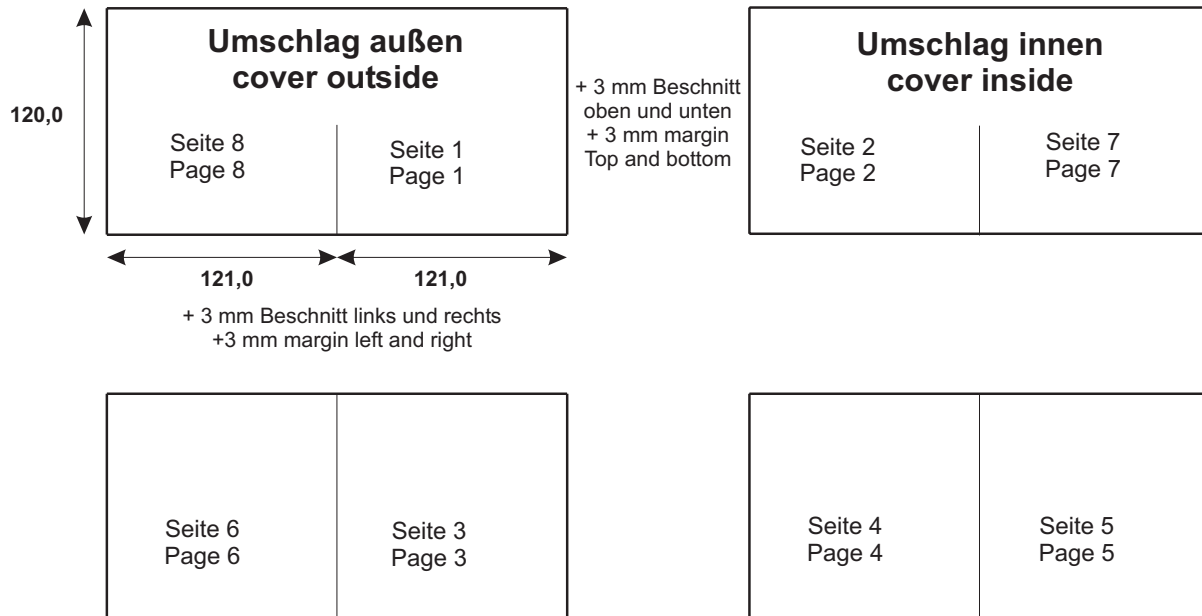 Umschlag außen
cover outside
120,0
Seite 8
Page 8
Seite 1
Page 1
121,0
121,0
+ 3 mm Beschnitt links und rechts
+3 mm margin left and right
+ 3 mm Beschnitt
oben und unten
+ 3 mm margin
Top and bottom
Umschlag innen
cover inside
Seite 2
Page 2
Seite 7
Page 7
Seite 6
Page 6
Seite 3
Page 3
Seite 4
Page 4
Seite 5
Page 5